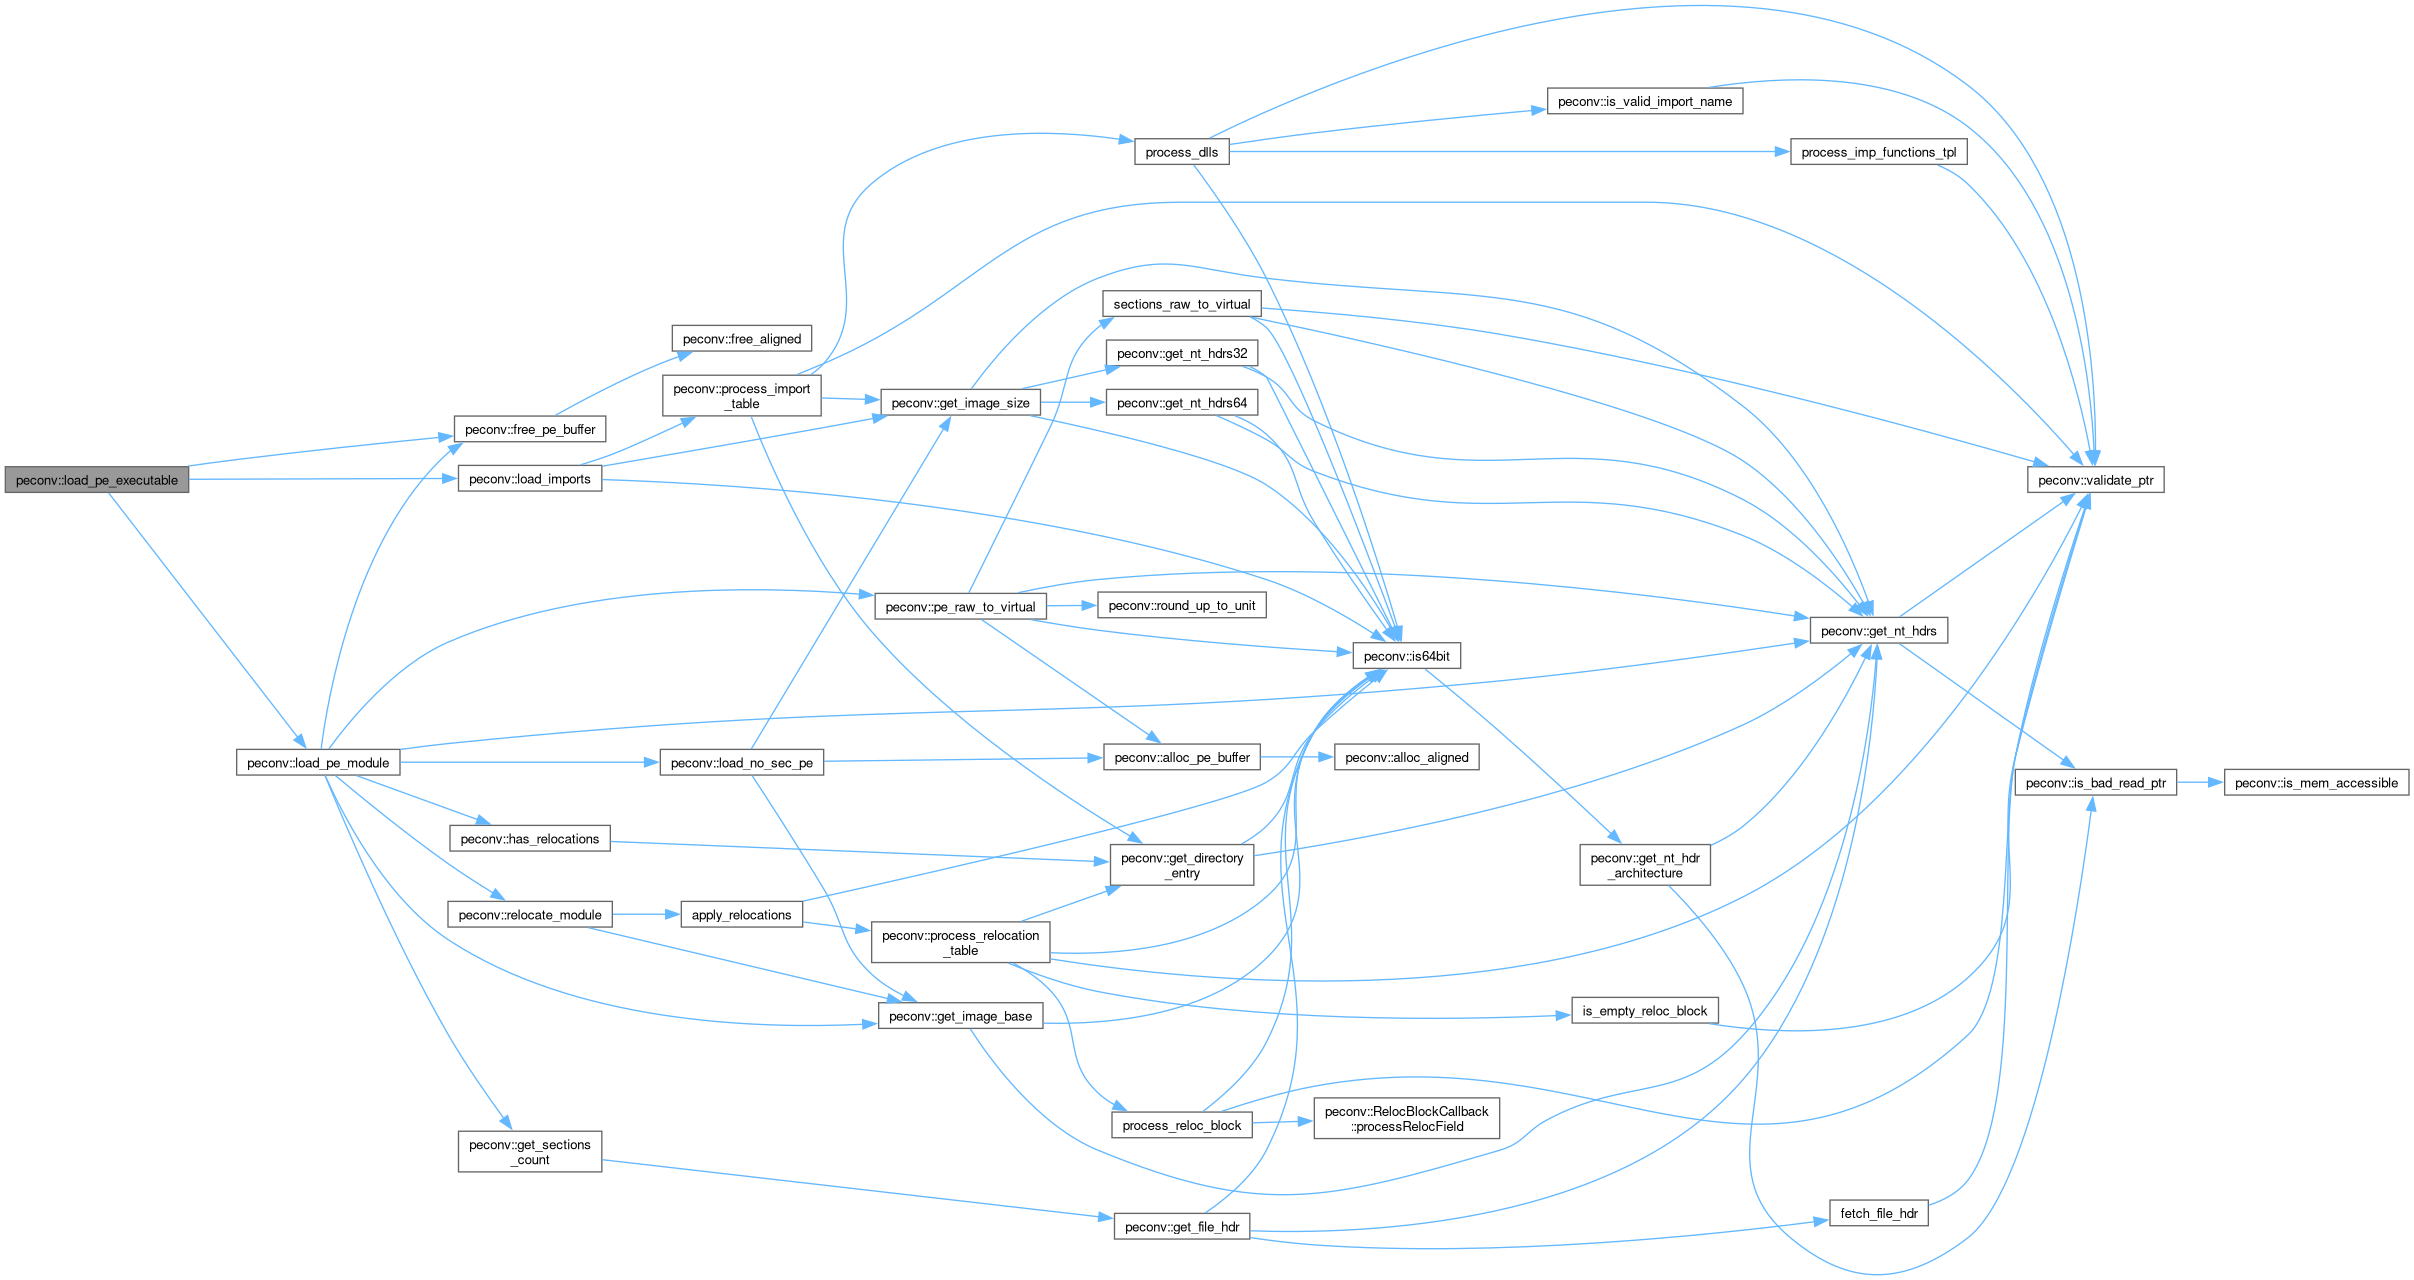 peconv::load_pe_executable
peconv::free_pe_buffer
peconv::free_aligned
peconv::load_imports
peconv::process_import
_table
peconv::get_image_size
process_dlls
peconv::is_valid_import_name
process_imp_functions_tpl
peconv::validate_ptr
sections_raw_to_virtual
peconv::get_nt_hdrs32
peconv::get_nt_hdrs64
peconv::pe_raw_to_virtual
peconv::round_up_to_unit
peconv::is64bit
peconv::get_nt_hdrs
peconv::load_pe_module
peconv::load_no_sec_pe
peconv::alloc_pe_buffer
peconv::alloc_aligned
peconv::is_bad_read_ptr
peconv::is_mem_accessible
peconv::has_relocations
peconv::get_directory
_entry
peconv::get_nt_hdr
_architecture
peconv::relocate_module
apply_relocations
peconv::process_relocation
_table
peconv::get_image_base
is_empty_reloc_block
process_reloc_block
peconv::RelocBlockCallback
::processRelocField
peconv::get_sections
_count
peconv::get_file_hdr
fetch_file_hdr